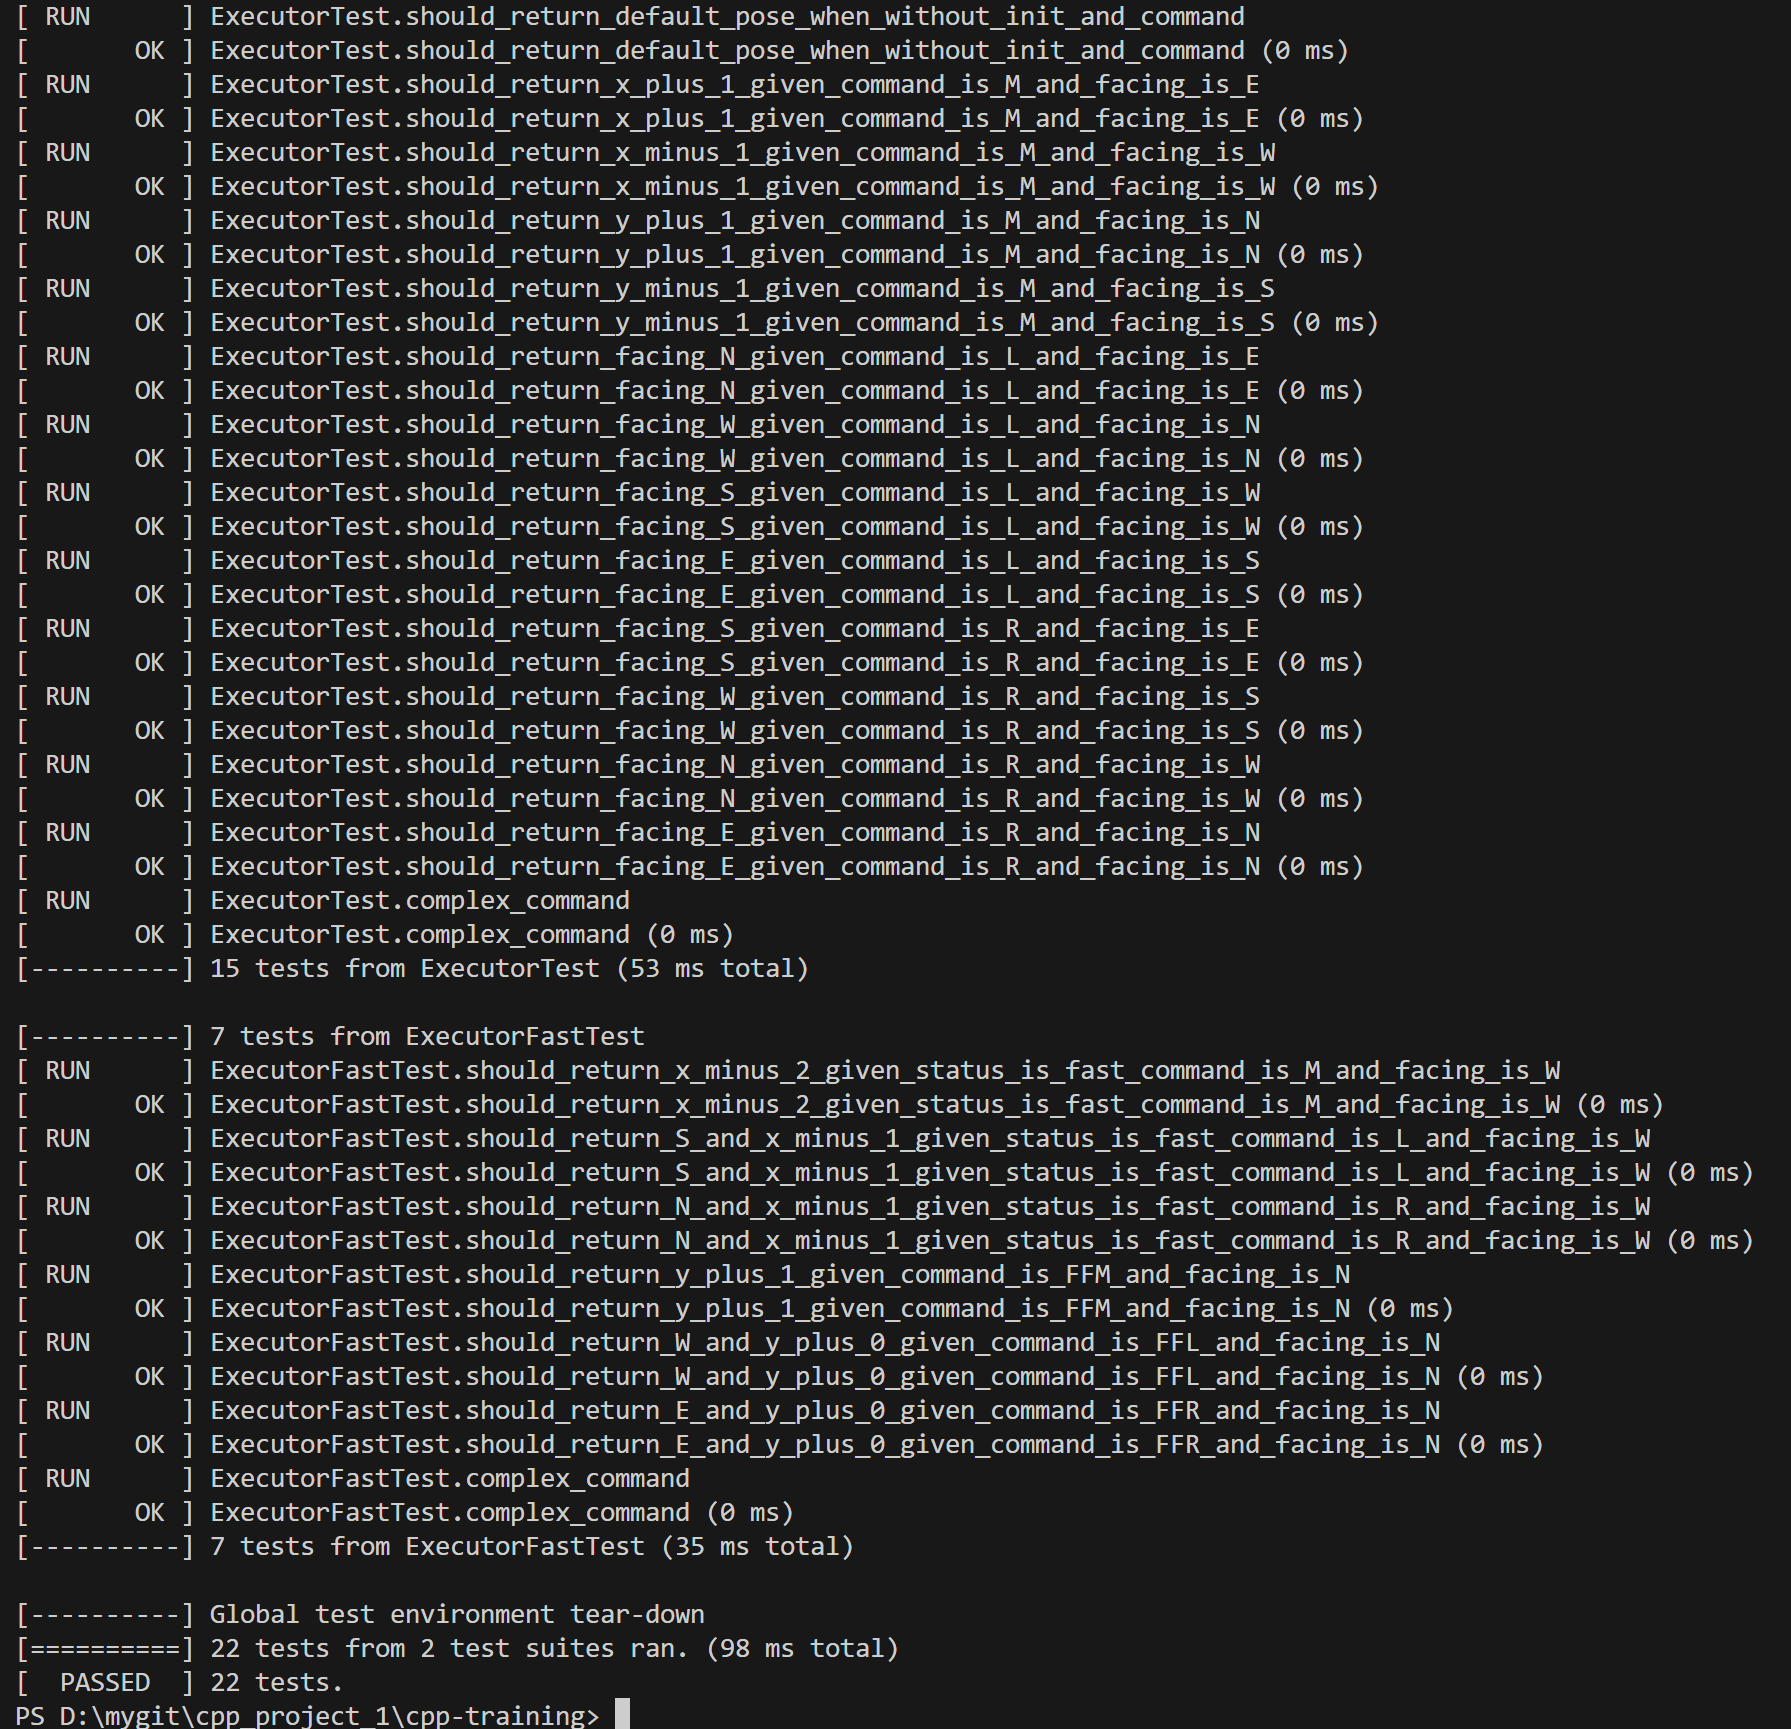 [ RUN      ] ExecutorTest.should_return_default_pose_when_without_init_and_command
[       OK ] ExecutorTest.should_return_default_pose_when_without_init_and_command (0 ms)
[ RUN      ] ExecutorTest.should_return_x_plus_1_given_command_is_M_and_facing_is_E
[       OK ] ExecutorTest.should_return_x_plus_1_given_command_is_M_and_facing_is_E (0 ms)
[ RUN      ] ExecutorTest.should_return_x_minus_1_given_command_is_M_and_facing_is_W
[       OK ] ExecutorTest.should_return_x_minus_1_given_command_is_M_and_facing_is_W (0 ms)
[ RUN      ] ExecutorTest.should_return_y_plus_1_given_command_is_M_and_facing_is_N
[       OK ] ExecutorTest.should_return_y_plus_1_given_command_is_M_and_facing_is_N (0 ms)
[ RUN      ] ExecutorTest.should_return_y_minus_1_given_command_is_M_and_facing_is_S
[       OK ] ExecutorTest.should_return_y_minus_1_given_command_is_M_and_facing_is_S (0 ms)
[ RUN      ] ExecutorTest.should_return_facing_N_given_command_is_L_and_facing_is_E
[       OK ] ExecutorTest.should_return_facing_N_given_command_is_L_and_facing_is_E (0 ms)
[ RUN      ] ExecutorTest.should_return_facing_W_given_command_is_L_and_facing_is_N
[       OK ] ExecutorTest.should_return_facing_W_given_command_is_L_and_facing_is_N (0 ms)
[ RUN      ] ExecutorTest.should_return_facing_S_given_command_is_L_and_facing_is_W
[       OK ] ExecutorTest.should_return_facing_S_given_command_is_L_and_facing_is_W (0 ms)
[ RUN      ] ExecutorTest.should_return_facing_E_given_command_is_L_and_facing_is_S
[       OK ] ExecutorTest.should_return_facing_E_given_command_is_L_and_facing_is_S (0 ms)
[ RUN      ] ExecutorTest.should_return_facing_S_given_command_is_R_and_facing_is_E
[       OK ] ExecutorTest.should_return_facing_S_given_command_is_R_and_facing_is_E (0 ms)
[ RUN      ] ExecutorTest.should_return_facing_W_given_command_is_R_and_facing_is_S
[       OK ] ExecutorTest.should_return_facing_W_given_command_is_R_and_facing_is_S (0 ms)
[ RUN      ] ExecutorTest.should_return_facing_N_given_command_is_R_and_facing_is_W
[       OK ] ExecutorTest.should_return_facing_N_given_command_is_R_and_facing_is_W (0 ms)
[ RUN      ] ExecutorTest.should_return_facing_E_given_command_is_R_and_facing_is_N
[       OK ] ExecutorTest.should_return_facing_E_given_command_is_R_and_facing_is_N (0 ms)
[ RUN      ] ExecutorTest.complex_command
[       OK ] ExecutorTest.complex_command (0 ms)
[----------] 15 tests from ExecutorTest (53 ms total)

[----------] 7 tests from ExecutorFastTest
[ RUN      ] ExecutorFastTest.should_return_x_minus_2_given_status_is_fast_command_is_M_and_facing_is_W
[       OK ] ExecutorFastTest.should_return_x_minus_2_given_status_is_fast_command_is_M_and_facing_is_W (0 ms)
[ RUN      ] ExecutorFastTest.should_return_S_and_x_minus_1_given_status_is_fast_command_is_L_and_facing_is_W
[       OK ] ExecutorFastTest.should_return_S_and_x_minus_1_given_status_is_fast_command_is_L_and_facing_is_W (0 ms)
[ RUN      ] ExecutorFastTest.should_return_N_and_x_minus_1_given_status_is_fast_command_is_R_and_facing_is_W
[       OK ] ExecutorFastTest.should_return_N_and_x_minus_1_given_status_is_fast_command_is_R_and_facing_is_W (0 ms)
[ RUN      ] ExecutorFastTest.should_return_y_plus_1_given_command_is_FFM_and_facing_is_N
[       OK ] ExecutorFastTest.should_return_y_plus_1_given_command_is_FFM_and_facing_is_N (0 ms)
[ RUN      ] ExecutorFastTest.should_return_W_and_y_plus_0_given_command_is_FFL_and_facing_is_N
[       OK ] ExecutorFastTest.should_return_W_and_y_plus_0_given_command_is_FFL_and_facing_is_N (0 ms)
[ RUN      ] ExecutorFastTest.should_return_E_and_y_plus_0_given_command_is_FFR_and_facing_is_N
[       OK ] ExecutorFastTest.should_return_E_and_y_plus_0_given_command_is_FFR_and_facing_is_N (0 ms)
[ RUN      ] ExecutorFastTest.complex_command
[       OK ] ExecutorFastTest.complex_command (0 ms)
[----------] 7 tests from ExecutorFastTest (35 ms total)

[----------] Global test environment tear-down
[==========] 22 tests from 2 test suites ran. (98 ms total)
[  PASSED  ] 22 tests.
PS D:\mygit\cpp_project_1\cpp-training>